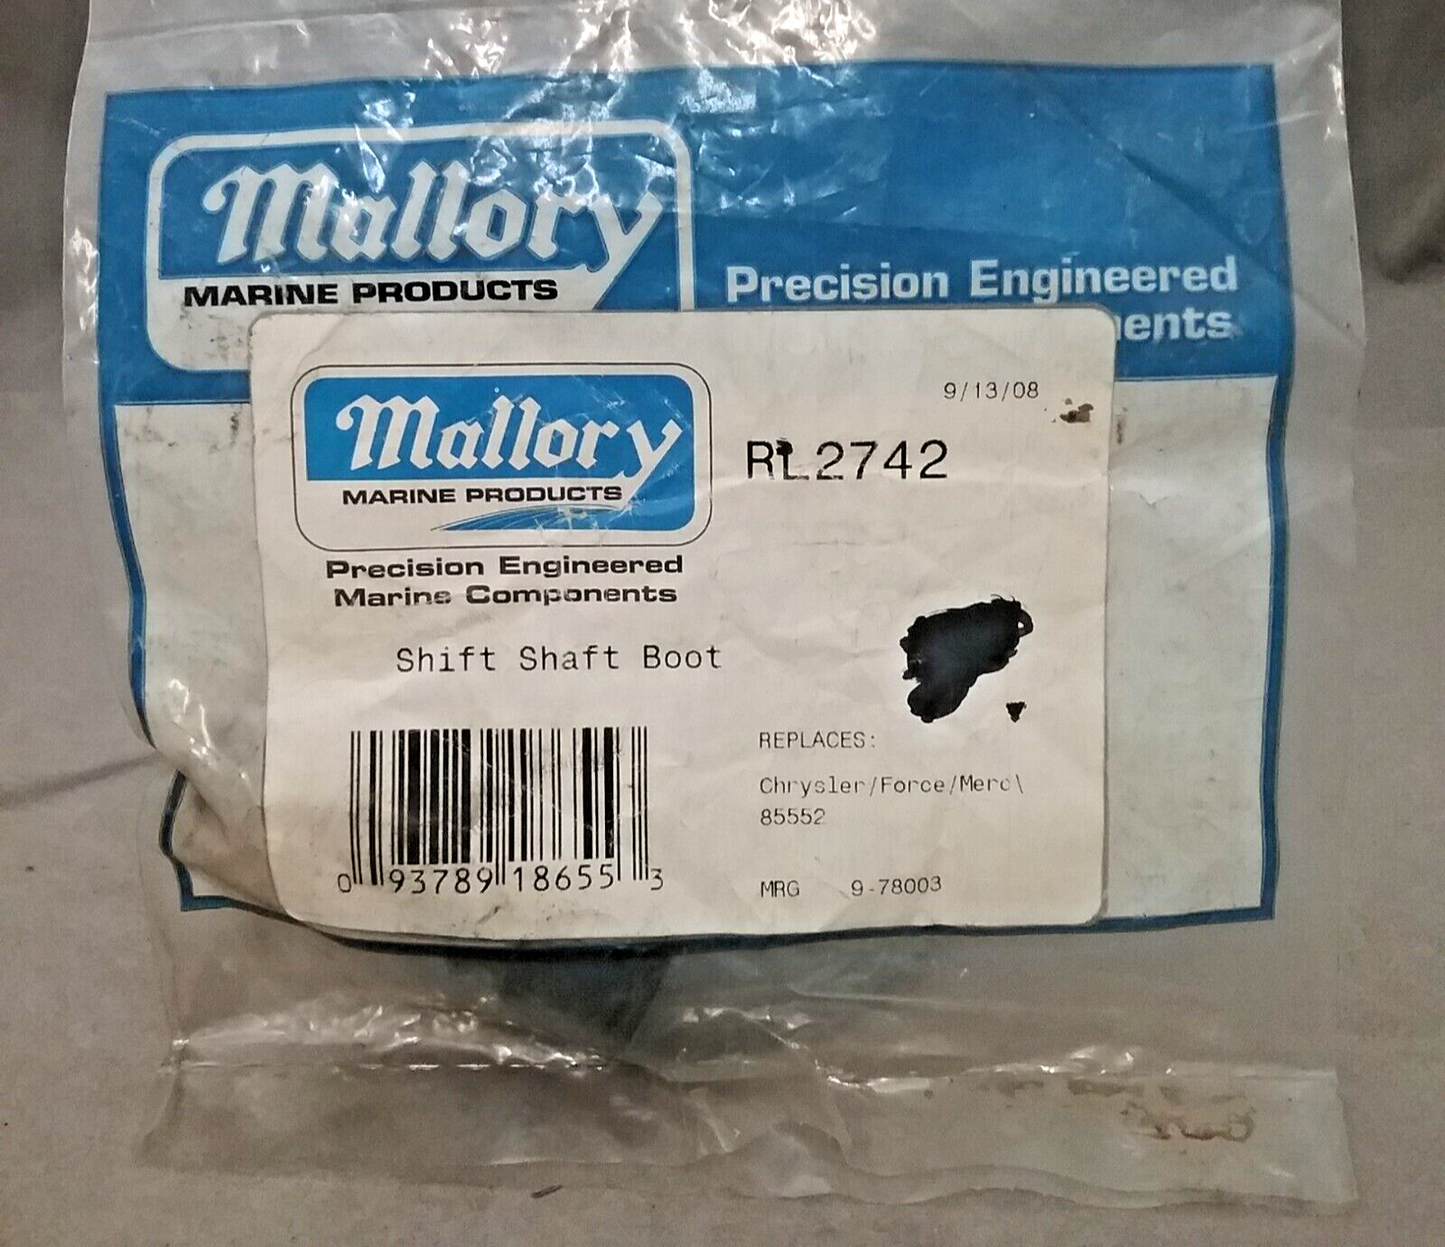 Mallory
MARINE PRODUCTS
Precision Engineered
Mallory
MARINE PRODUCTS
Precision Engineered
Marine Components
9/13/08
RL2742
Shift Shaft Boot
REPLACES:
Chrysler/Force/Merc\
85552
MRG 9-78003
0 93789 18655 3